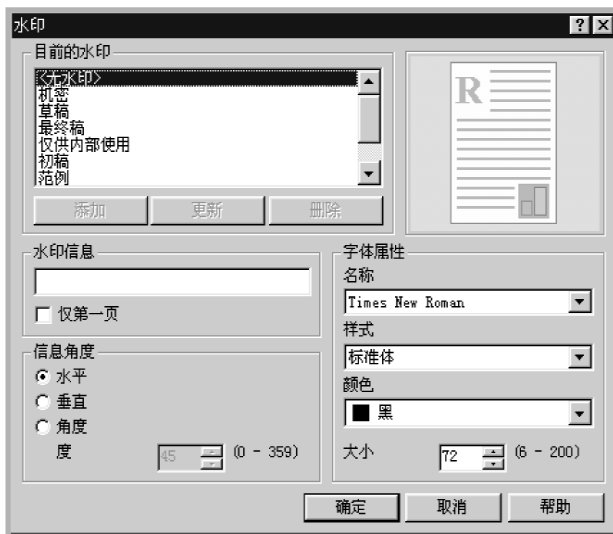 水印
目前的水印
<无水印>
机密
草稿
最终稿
仅供内部使用
初稿
范例
添加
更新
删除
R
水印信息
仅第一页
信息角度
水平
垂直
角度
度 45 (0 - 359)
字体属性
名称
Times New Roman
样式
标准体
颜色
黑
大小 72 (6 - 200)
确定
取消
帮助